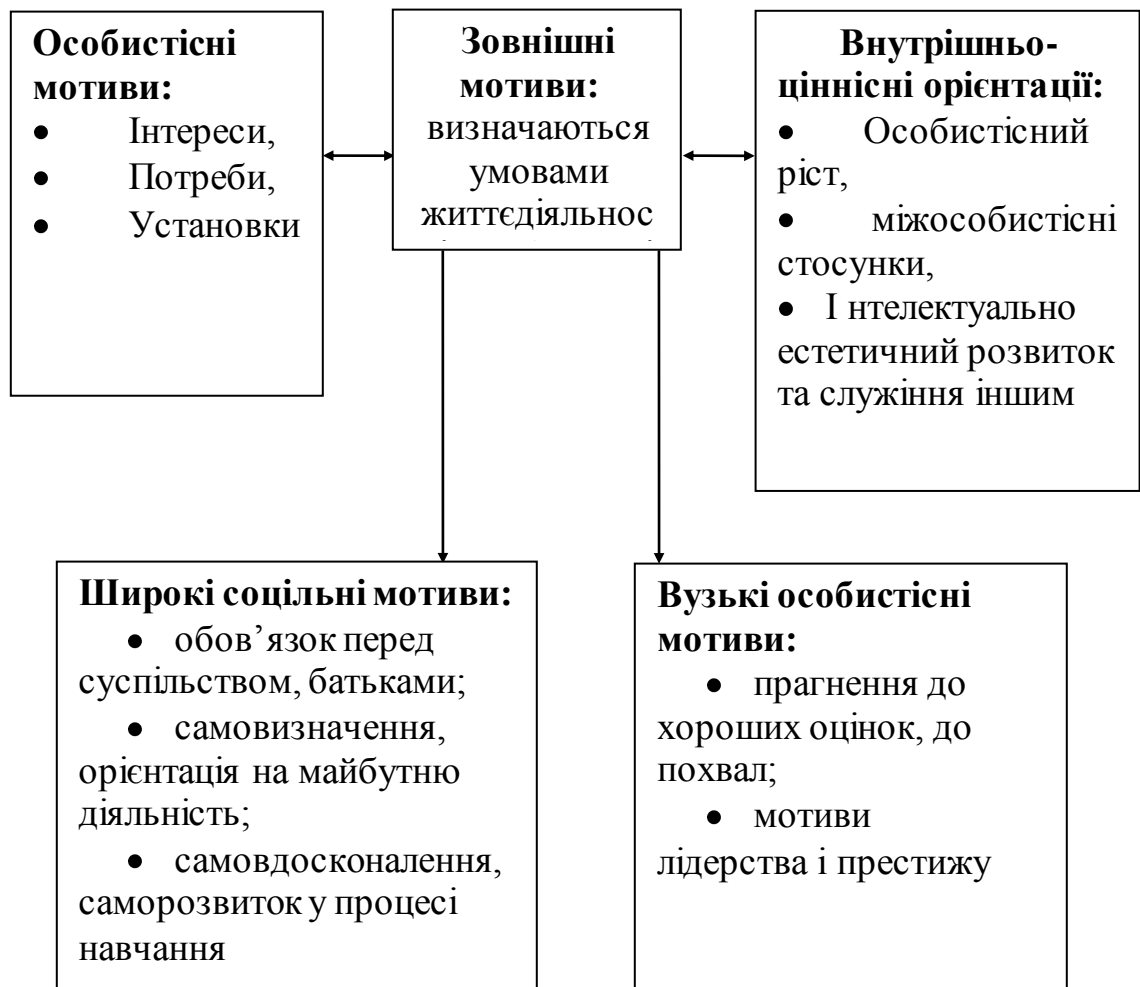 Особистісні
мотиви:
● Інтереси,
● Потреби,
● Установки
Зовнішні
мотиви:
визначаються
умовами
життєдіяльнос
Внутрішньо-
ціннісні орієнтації:
● Особистісний
ріст,
● міжособистісні
стосунки,
● І нтелектуально
естетичний розвиток
та служіння іншим
Широкі соцільні мотиви:
● обов’язок перед
суспільством, батьками;
● самовизначення,
орієнтація на майбутню
діяльність;
● самовдосконалення,
саморозвиток у процесі
навчання
Вузькі особистісні
мотиви:
● прагнення до
хороших оцінок, до
похвал;
● мотиви
лідерства і престижу